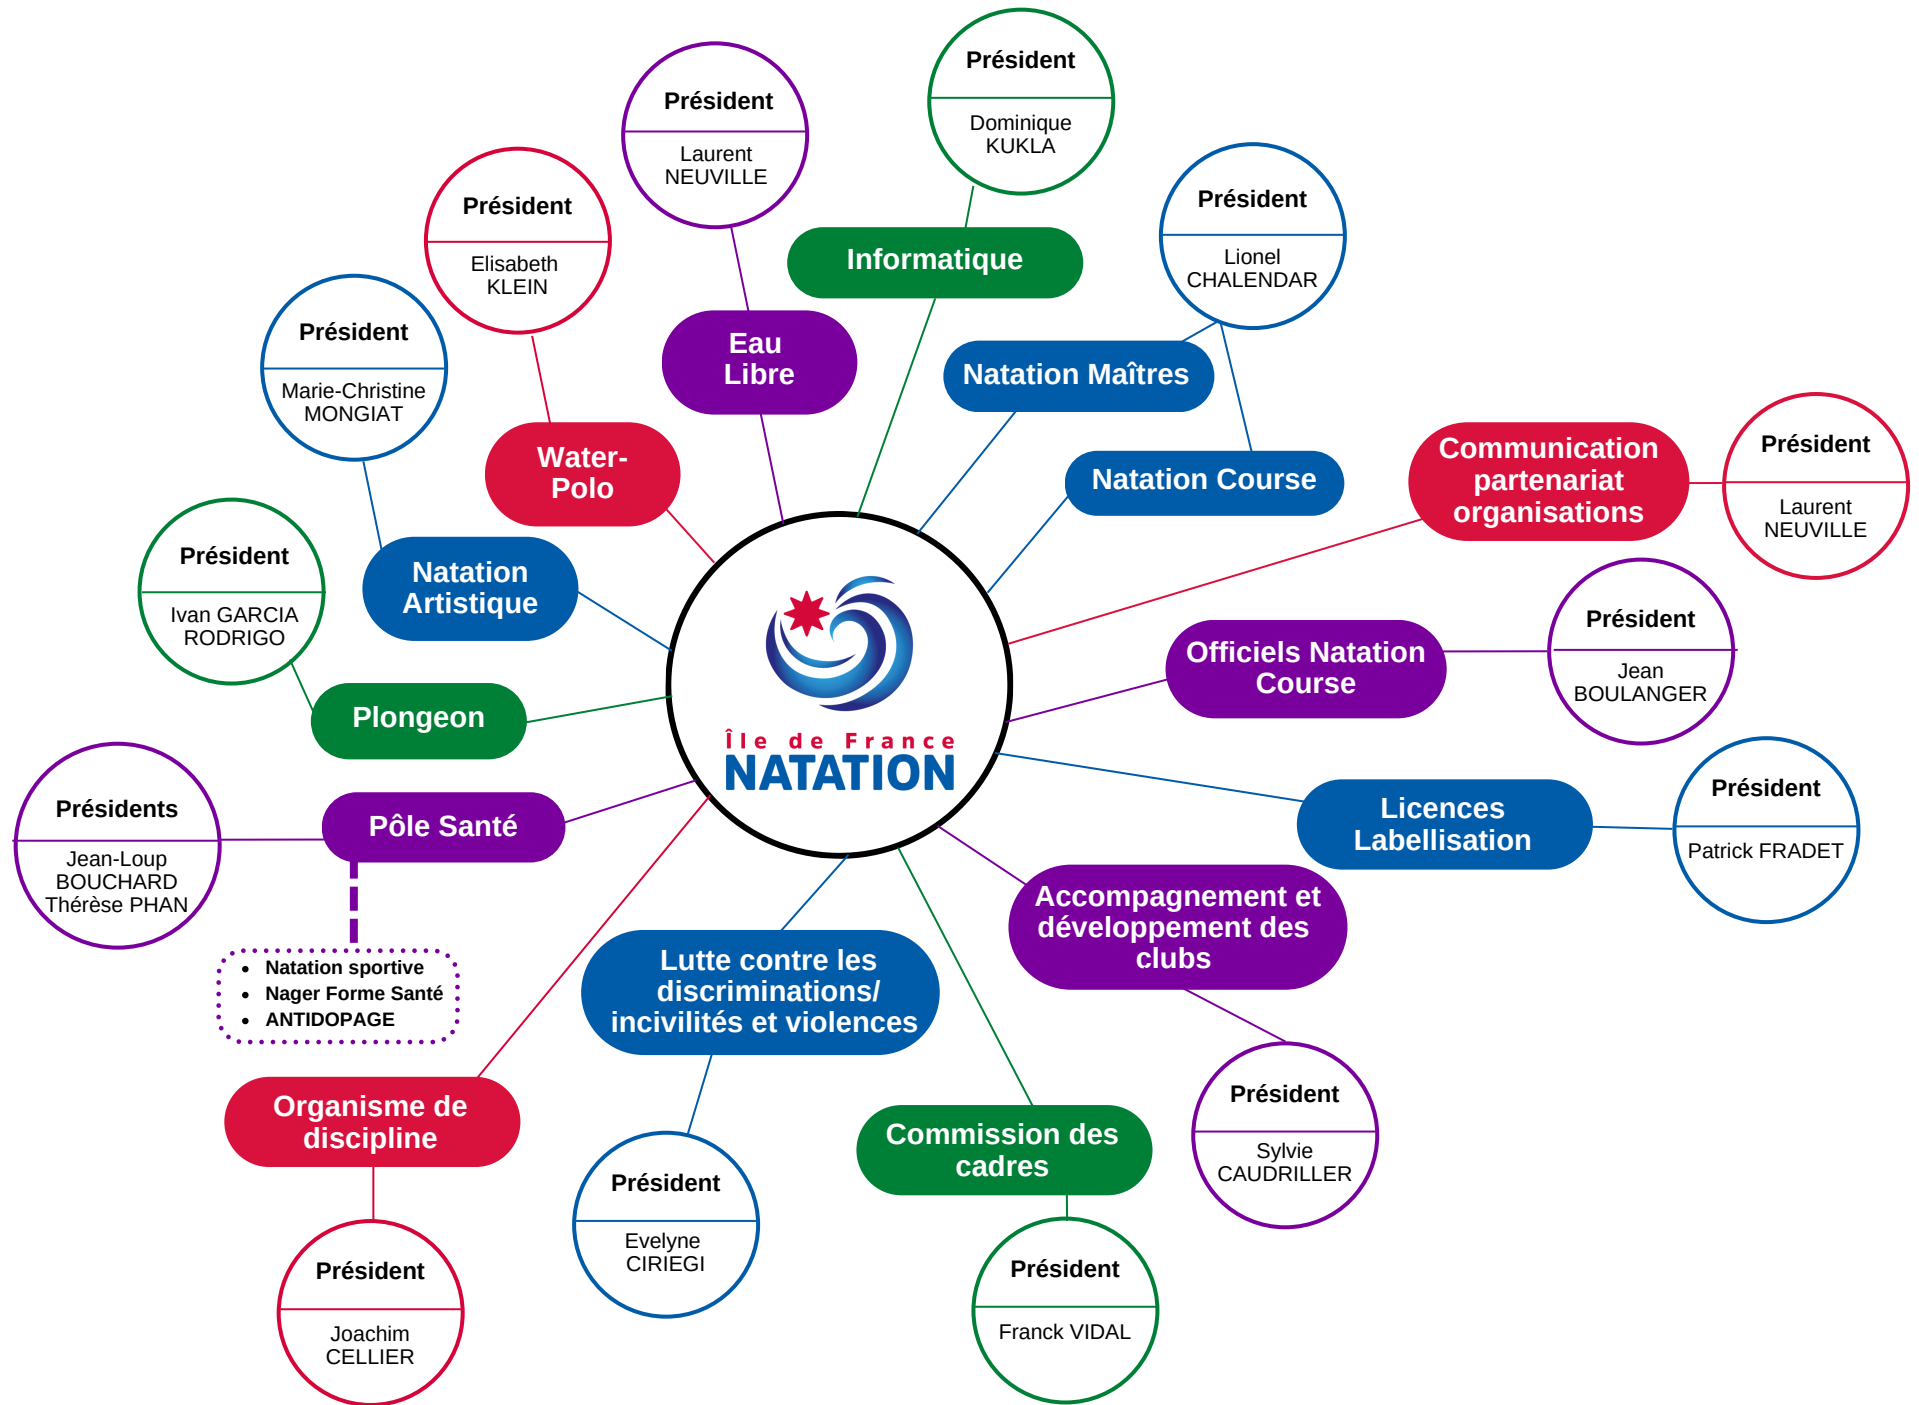 Président
Dominique
KUKLA
Informatique
Président
Laurent
NEUVILLE
Eau
Libre
Président
Elisabeth
KLEIN
Water-
Polo
Président
Marie-Christine
MONGIAT
Natation
Artistique
Président
Ivan GARCIA
RODRIGO
Plongeon
Présidents
Jean-Loup
BOUCHARD
Thérèse PHAN
Pôle Santé
• Natation sportive
• Nager Forme Santé
• ANTIDOPAGE
Organisme de
discipline
Président
Joachim
CELLIER
Lutte contre les
discriminations/
incivilités et violences
Président
Evelyne
CIRIEGI
Commission des
cadres
Président
Franck VIDAL
Accompagnement et
développement des
clubs
Président
Sylvie
CAUDRILLER
Licences
Labellisation
Président
Patrick FRADET
Officiels Natation
Course
Président
Jean
BOULANGER
Communication
partenariat
organisations
Président
Laurent
NEUVILLE
Natation Course
Natation Maîtres
Président
Lionel
CHALENDAR
Île de France
NATATION